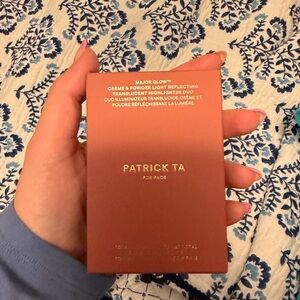 MAJOR GLOW™
CRÈME & POWDER LIGHT REFLECTING
TRANSLUCENT HIGHLIGHTER DUO
DUO ILLUMINATEUR TRANSLUCIDE CRÈME ET
POUDRE RÉFLÉCHISSANT LA LUMIÈRE
PATRICK TA
FOR FACE